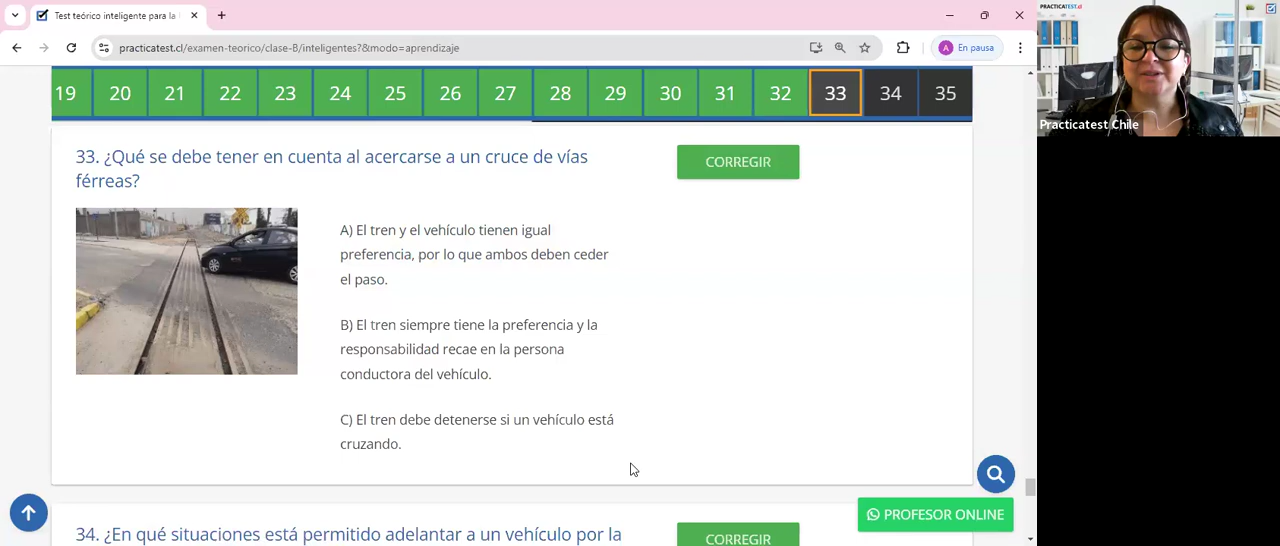 Test teórico inteligente para la
practicatest.cl/examen-teorico/clase-B/inteligentes?&modo=aprendizaje
A
En pausa
PRACTICATEST.cl
Practicatest Chile
19 20 21 22 23 24 25 26 27 28 29 30 31 32 33 34 35
33. ¿Qué se debe tener en cuenta al acercarse a un cruce de vías
férreas?
CORREGIR
A) El tren y el vehículo tienen igual
preferencia, por lo que ambos deben ceder
el paso.
B) El tren siempre tiene la preferencia y la
responsabilidad recae en la persona
conductora del vehículo.
C) El tren debe detenerse si un vehículo está
cruzando.
PROFESOR ONLINE
34. ¿En qué situaciones está permitido adelantar a un vehículo por la
CORREGIR